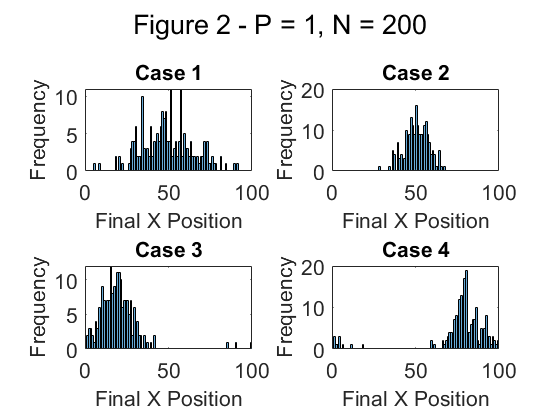 Figure 2 - P = 1, N = 200
Case 1
Case 2
Frequency
10
5
0
0 50 100
Final X Position
Frequency
20
10
0
0 50 100
Final X Position
Case 3
Case 4
Frequency
10
5
0
0 50 100
Final X Position
Frequency
20
10
0
0 50 100
Final X Position